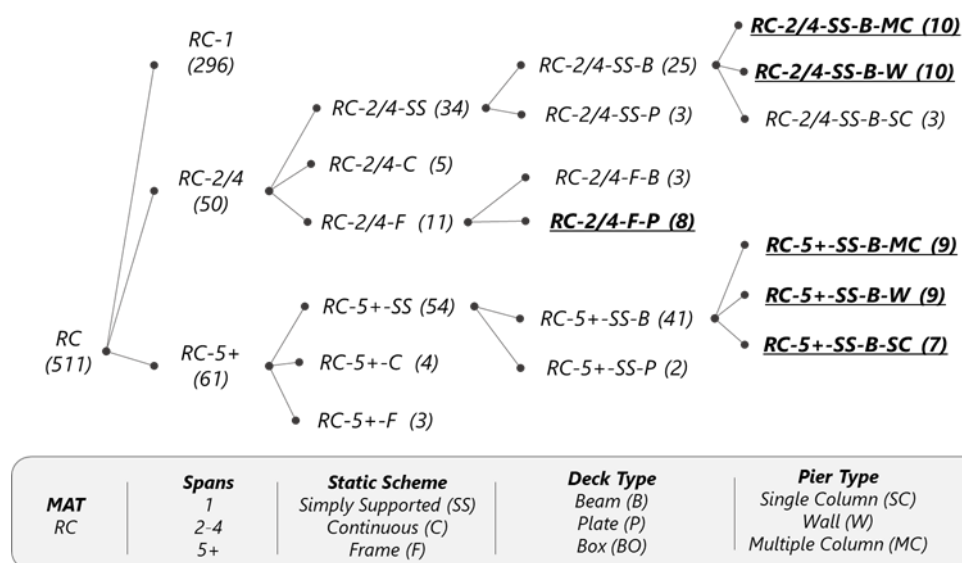 RC-1
(296)
RC-2/4
(50)
RC
(511)
RC-5+
(61)
RC-2/4-SS (34)
RC-2/4-C (5)
RC-2/4-F (11)
RC-5+-SS (54)
RC-5+-C (4)
RC-5+-F (3)
RC-2/4-SS-B (25)
RC-2/4-SS-P (3)
RC-2/4-F-B (3)
RC-2/4-F-P (8)
RC-5+-SS-B (41)
RC-5+-SS-P (2)
RC-2/4-SS-B-MC (10)
RC-2/4-SS-B-W (10)
RC-2/4-SS-B-SC (3)
RC-5+-SS-B-MC (9)
RC-5+-SS-B-W (9)
RC-5+-SS-B-SC (7)
MAT
RC
Spans
1
2-4
5+
Static Scheme
Simply Supported (SS)
Continuous (C)
Frame (F)
Deck Type
Beam (B)
Plate (P)
Box (BO)
Pier Type
Single Column (SC)
Wall (W)
Multiple Column (MC)